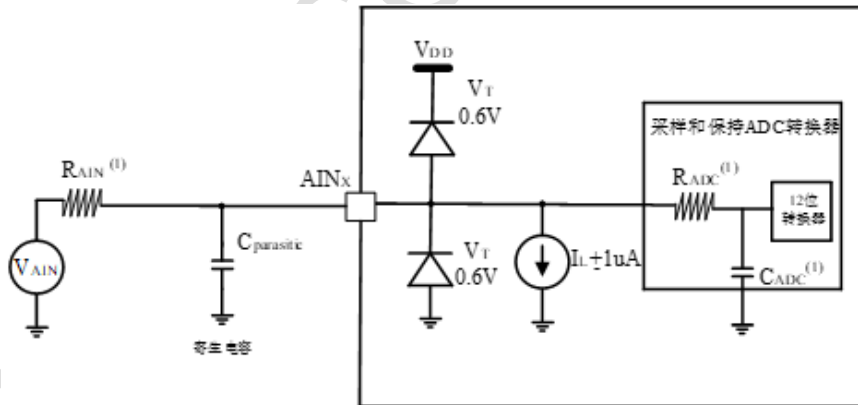 VDD
VT
0.6V
采样和保持ADC转换器
RAIN(1)
AINX
RADC(1)
12位
转换器
VAIN
Cparasitic
VT
0.6V
IL±1uA
CADC(1)
寄生电容